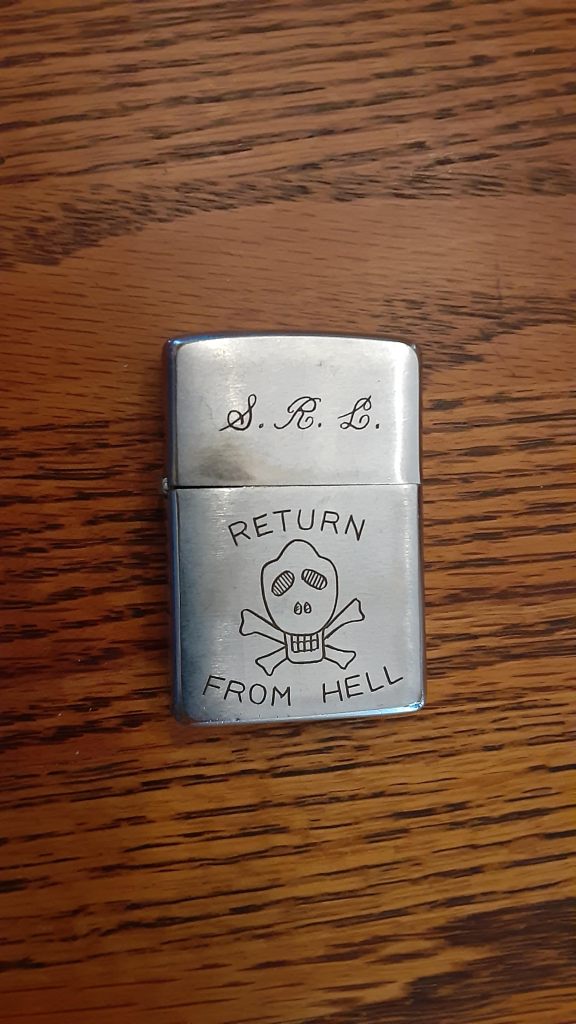 S. R. L.
RETURN
FROM HELL